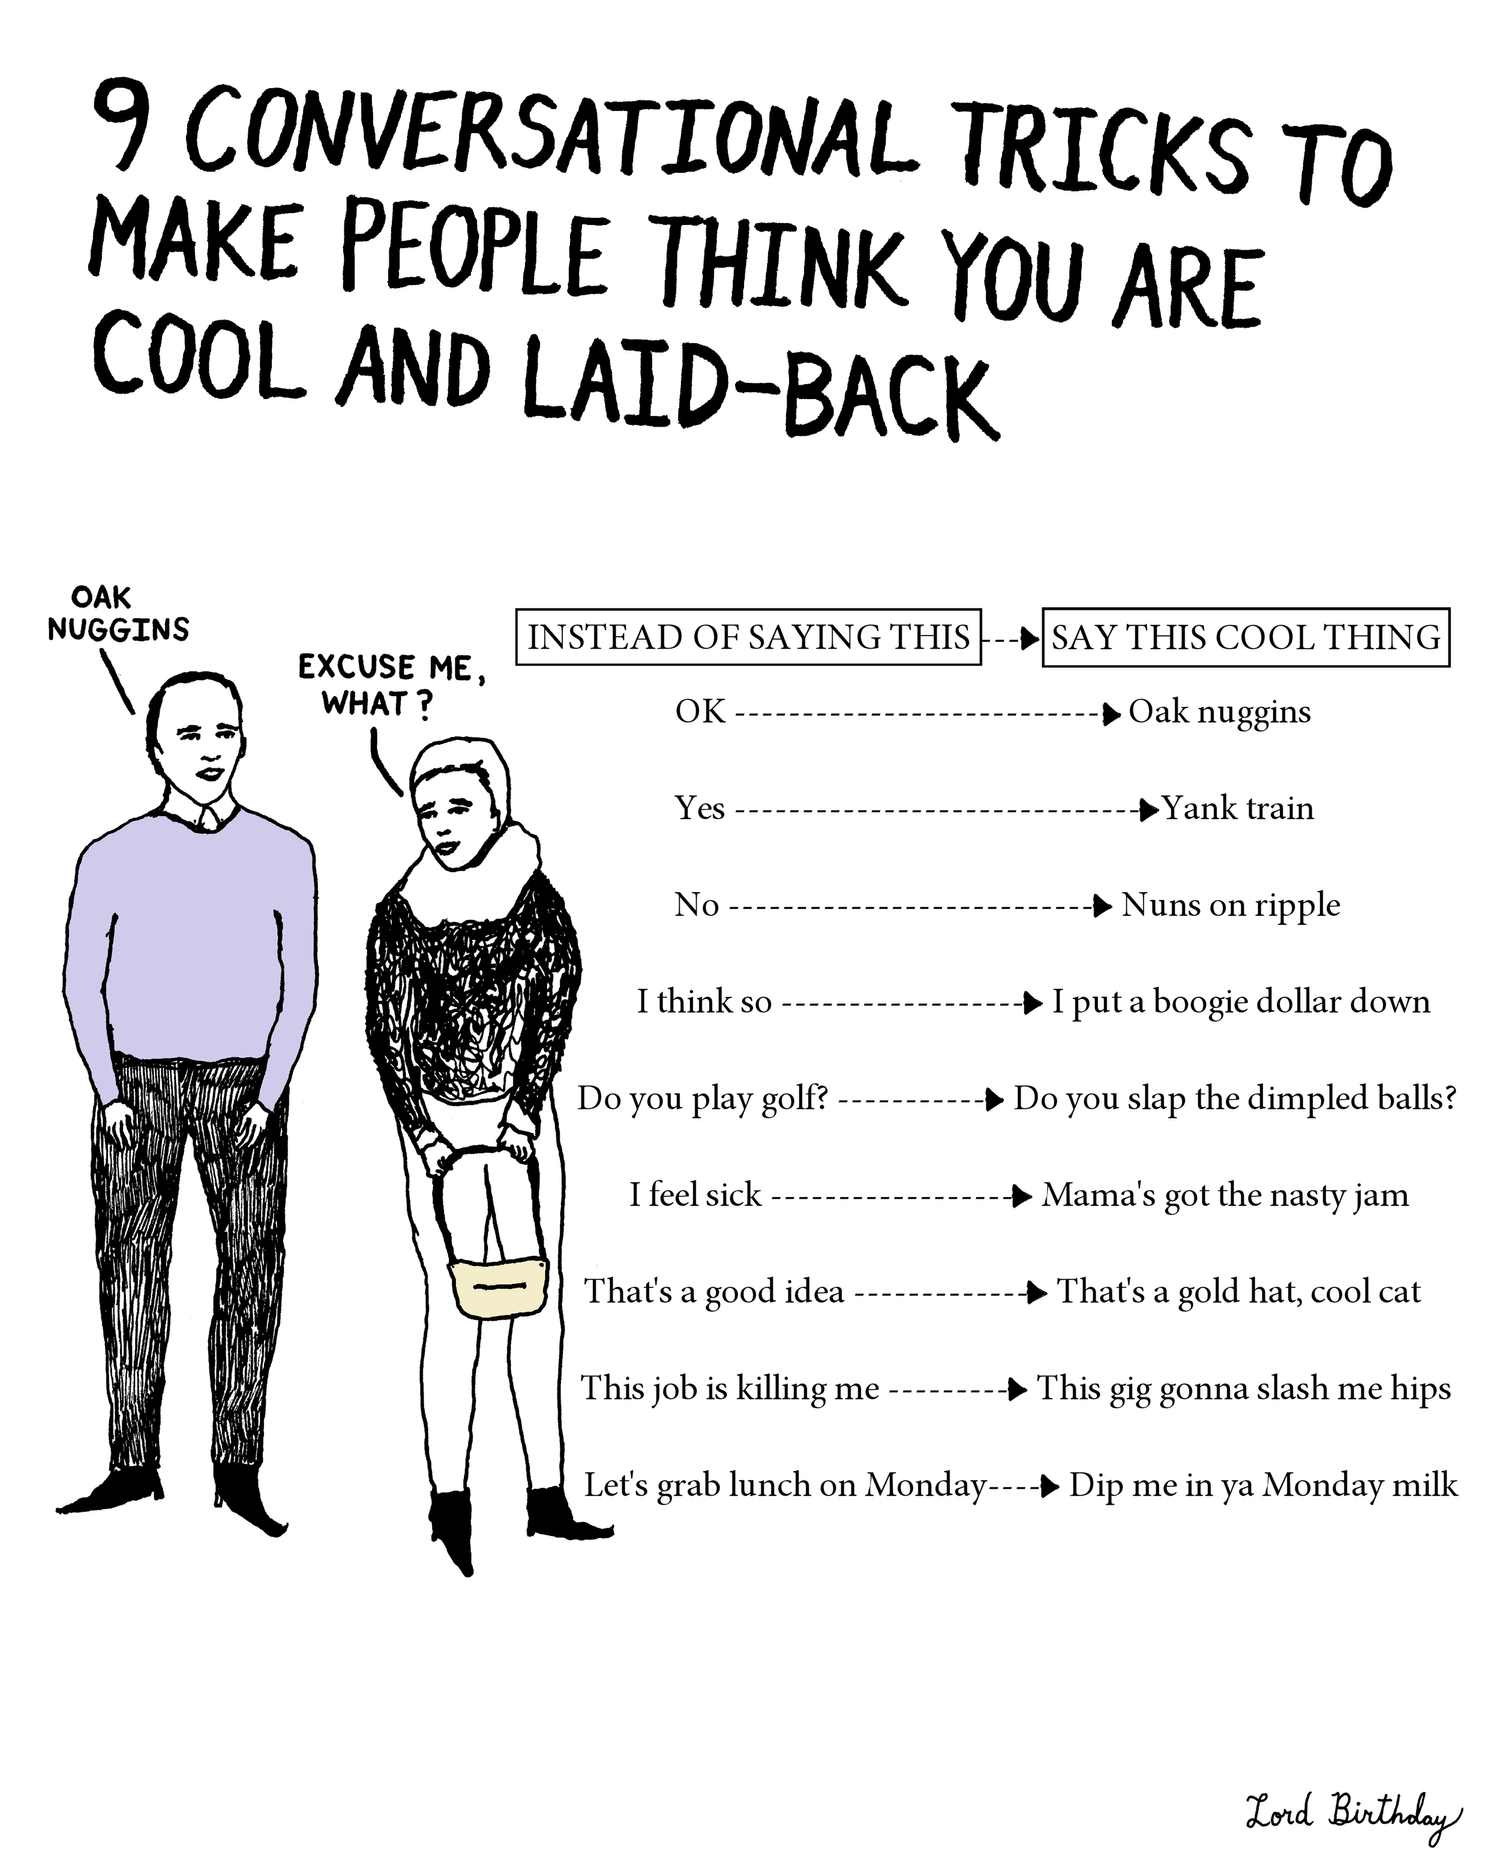 9 CONVERSATIONAL TRICKS TO
MAKE PEOPLE THINK YOU ARE
COOL AND LAID-BACK
OAK
NUGGINS
EXCUSE ME,
WHAT?
INSTEAD OF SAYING THIS SAY THIS COOL THING
OK Oak nuggins
Yes Yank train
No Nuns on ripple
I think so I put a boogie dollar down
Do you play golf? Do you slap the dimpled balls?
I feel sick Mama's got the nasty jam
That's a good idea That's a gold hat, cool cat
This job is killing me This gig gonna slash me hips
Let's grab lunch on Monday Dip me in ya Monday milk
Lord Birthday